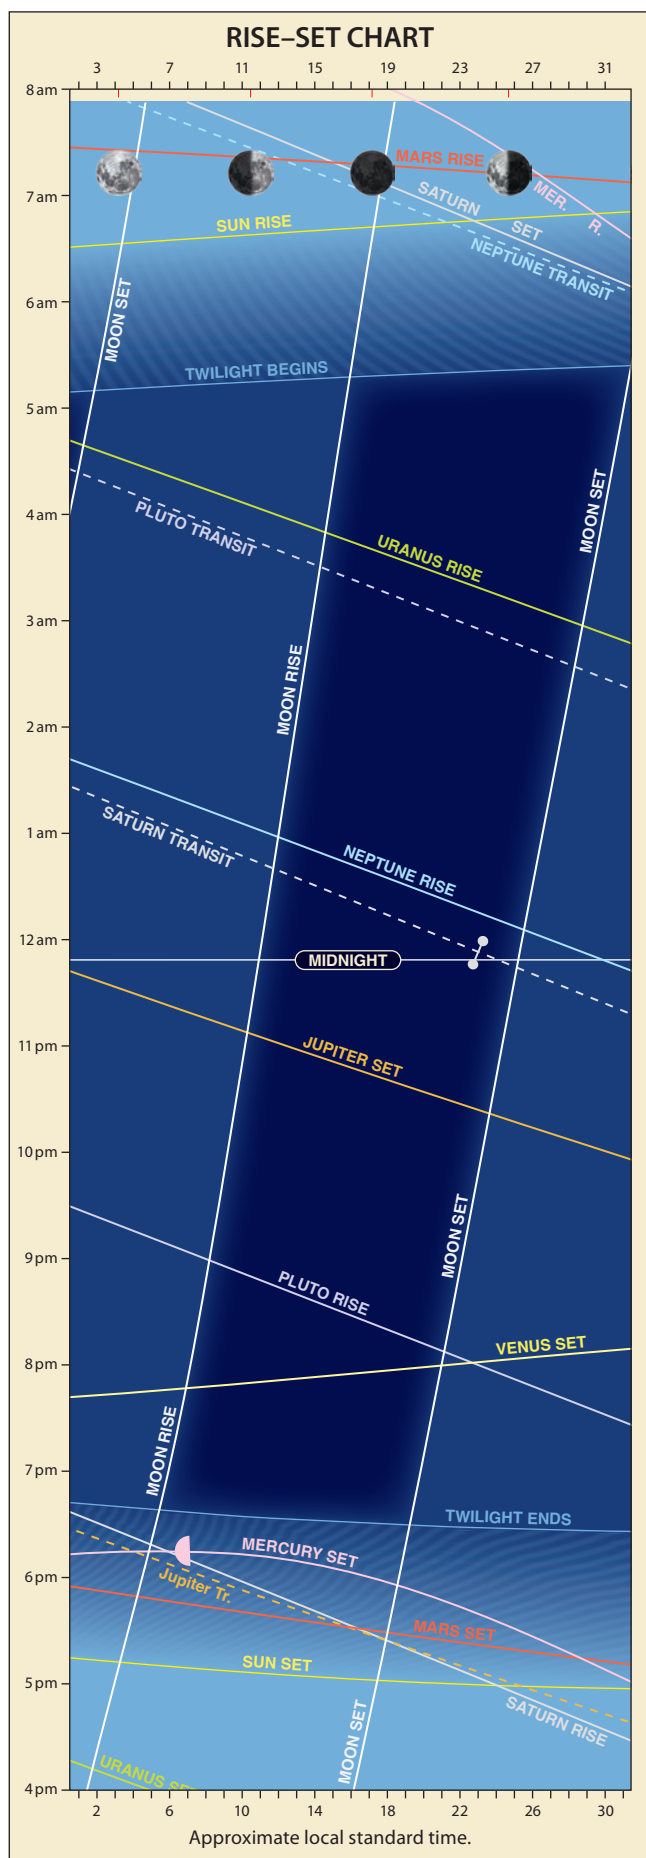 RISE–SET CHART
3 7 11 15 19 23 27 31
8 am
MARS RISE
7 am
SATURN SET
MER. R.
SUN RISE
NEPTUNE TRANSIT
6 am
MOON SET
TWILIGHT BEGINS
5 am
MOON SET
4 am
PLUTO TRANSIT
URANUS RISE
3 am
MOON RISE
2 am
SATURN TRANSIT
1 am
NEPTUNE RISE
12 am
MIDNIGHT
11 pm
JUPITER SET
10 pm
MOON SET
9 pm
PLUTO RISE
VENUS SET
8 pm
MOON RISE
7 pm
TWILIGHT ENDS
MERCURY SET
6 pm
Jupiter Tr.
MARS SET
SUN SET
5 pm
SATURN RISE
MOON SET
URANUS SE
4 pm
2 6 10 14 18 22 26 30
Approximate local standard time.